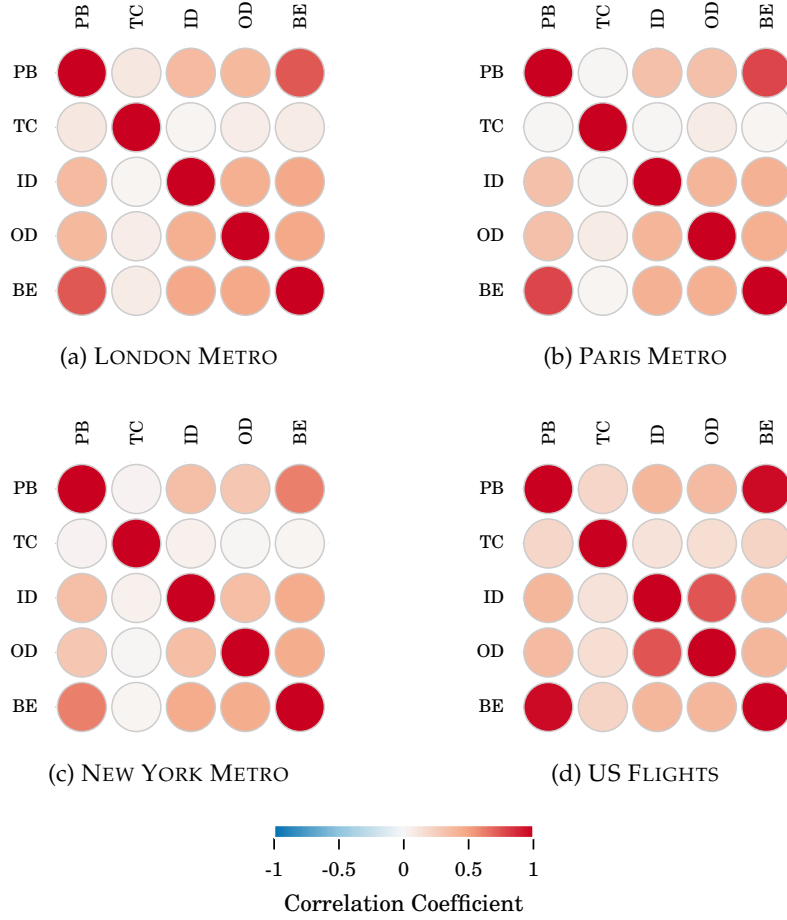 PB TC ID OD BE
PB
TC
ID
OD
BE
(a) LONDON METRO
PB TC ID OD BE
PB
TC
ID
OD
BE
(b) PARIS METRO
PB TC ID OD BE
PB
TC
ID
OD
BE
(c) NEW YORK METRO
PB TC ID OD BE
PB
TC
ID
OD
BE
(d) US FLIGHTS
-1 -0.5 0 0.5 1
Correlation Coefficient